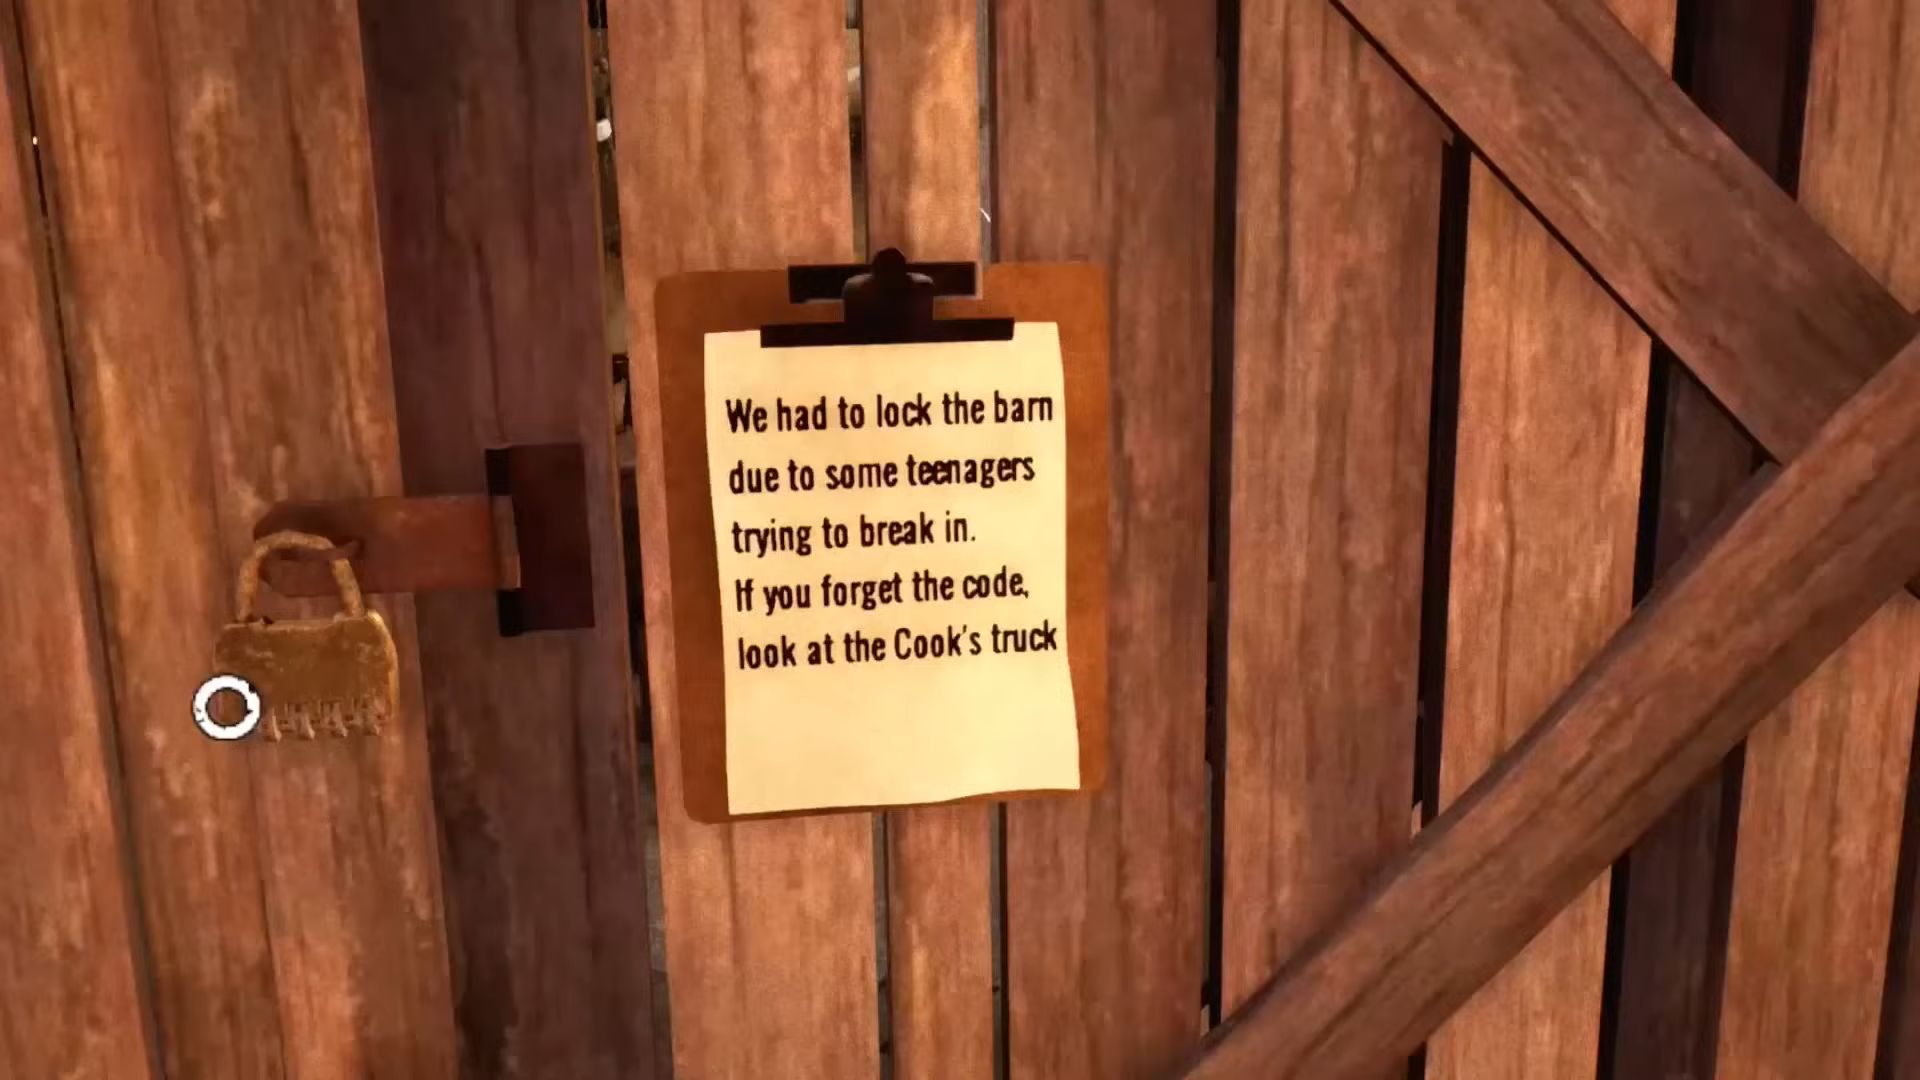 We had to lock the barn
due to some teenagers
trying to break in.
If you forget the code,
look at the Cook's truck